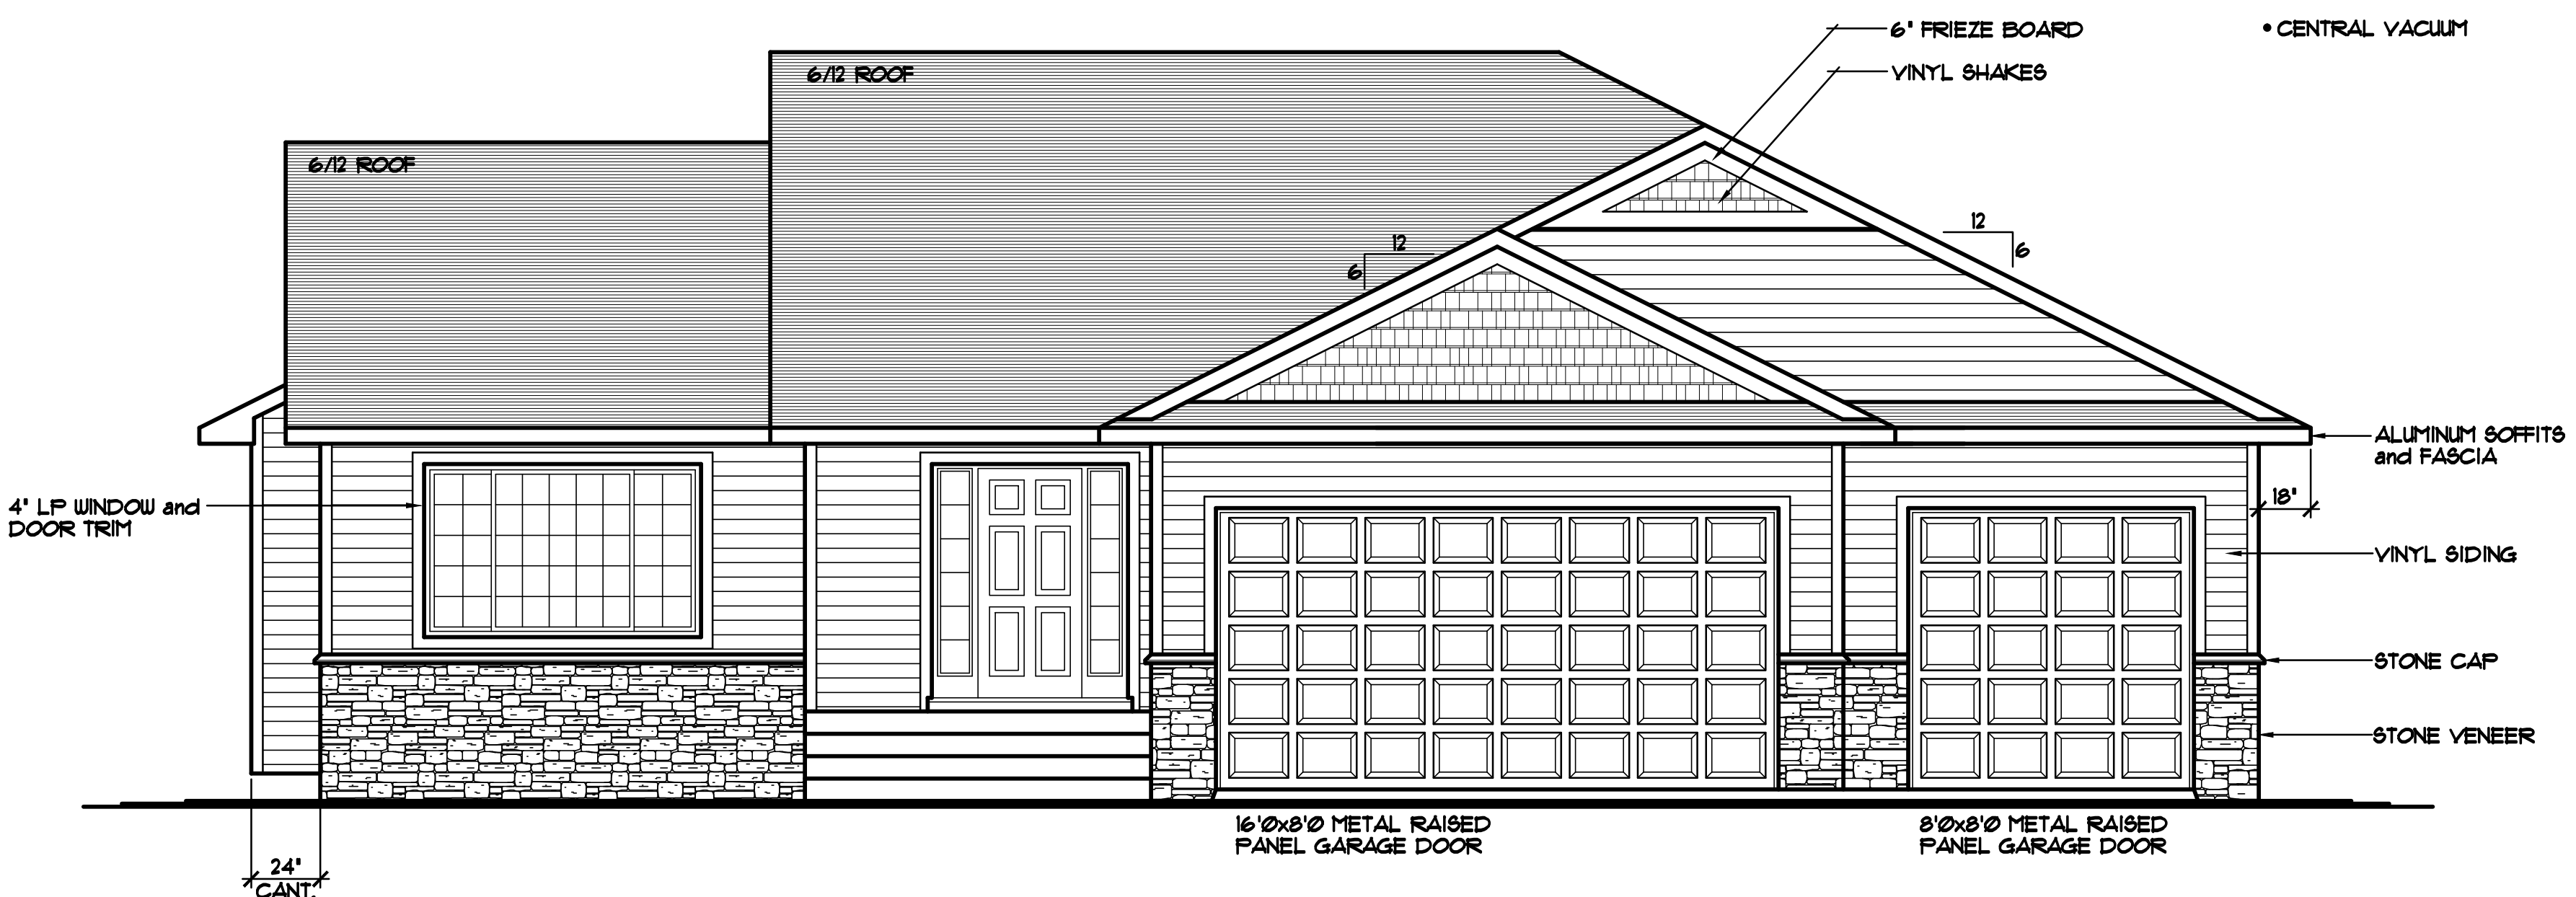 6" FRIEZE BOARD
• CENTRAL VACUUM
VINYL SHAKES
6/12 ROOF
6/12 ROOF
12
6
12
6
ALUMINUM SOFFITS
and FASCIA
4" LP WINDOW and
DOOR TRIM
18"
VINYL SIDING
STONE CAP
STONE VENEER
16'0x8'0 METAL RAISED
PANEL GARAGE DOOR
8'0x8'0 METAL RAISED
PANEL GARAGE DOOR
24"
CANT.